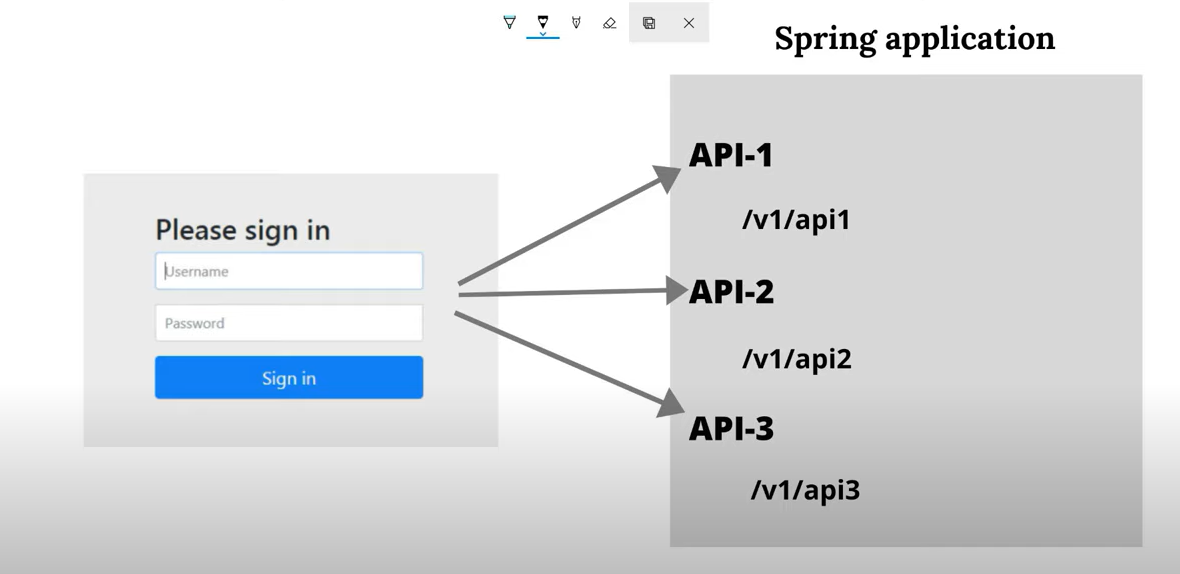 Spring application
API-1
/v1/api1
Please sign in
Username
API-2
Password
/v1/api2
Sign in
API-3
/v1/api3